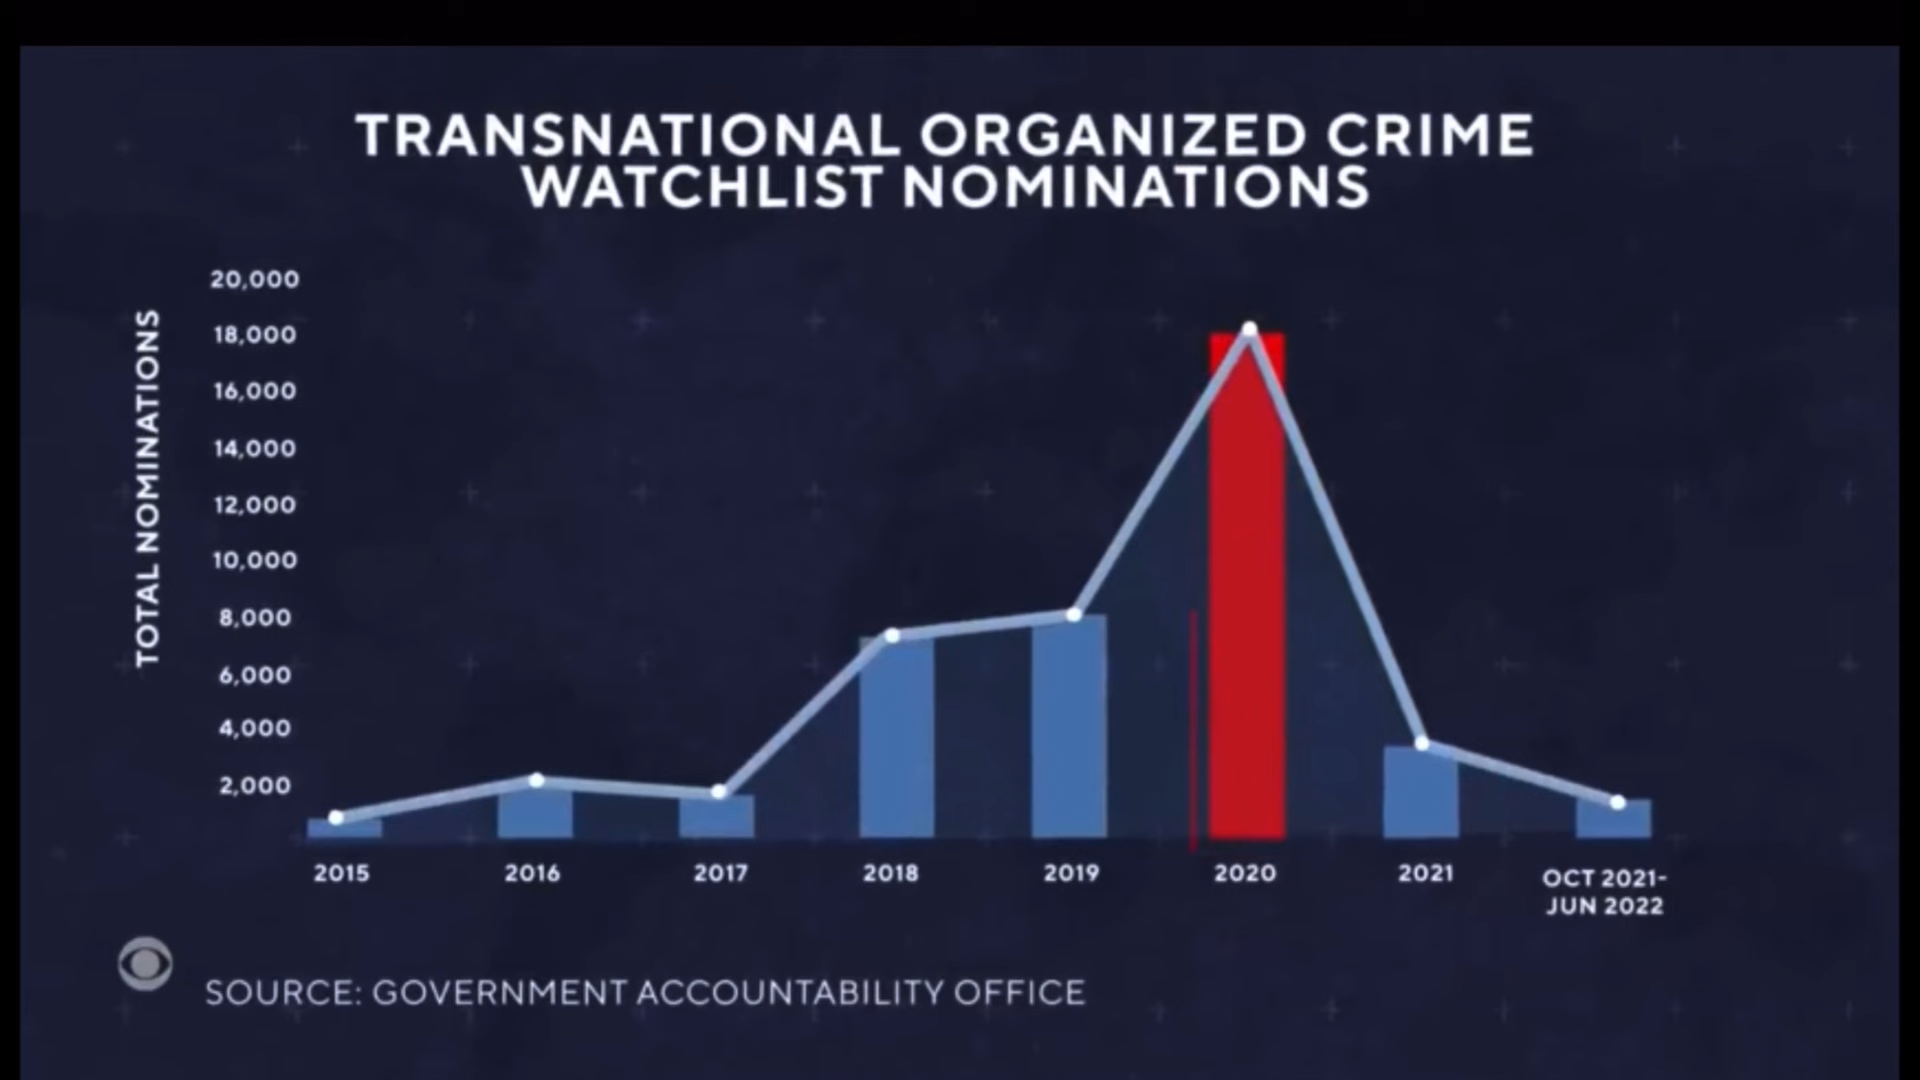 TRANSNATIONAL ORGANIZED CRIME
WATCHLIST NOMINATIONS
TOTAL NOMINATIONS
20,000
18,000
16,000
14,000
12,000
10,000
8,000
6,000
4,000
2,000
2015
2016
2017
2018
2019
2020
2021
OCT 2021-
JUN 2022
SOURCE: GOVERNMENT ACCOUNTABILITY OFFICE